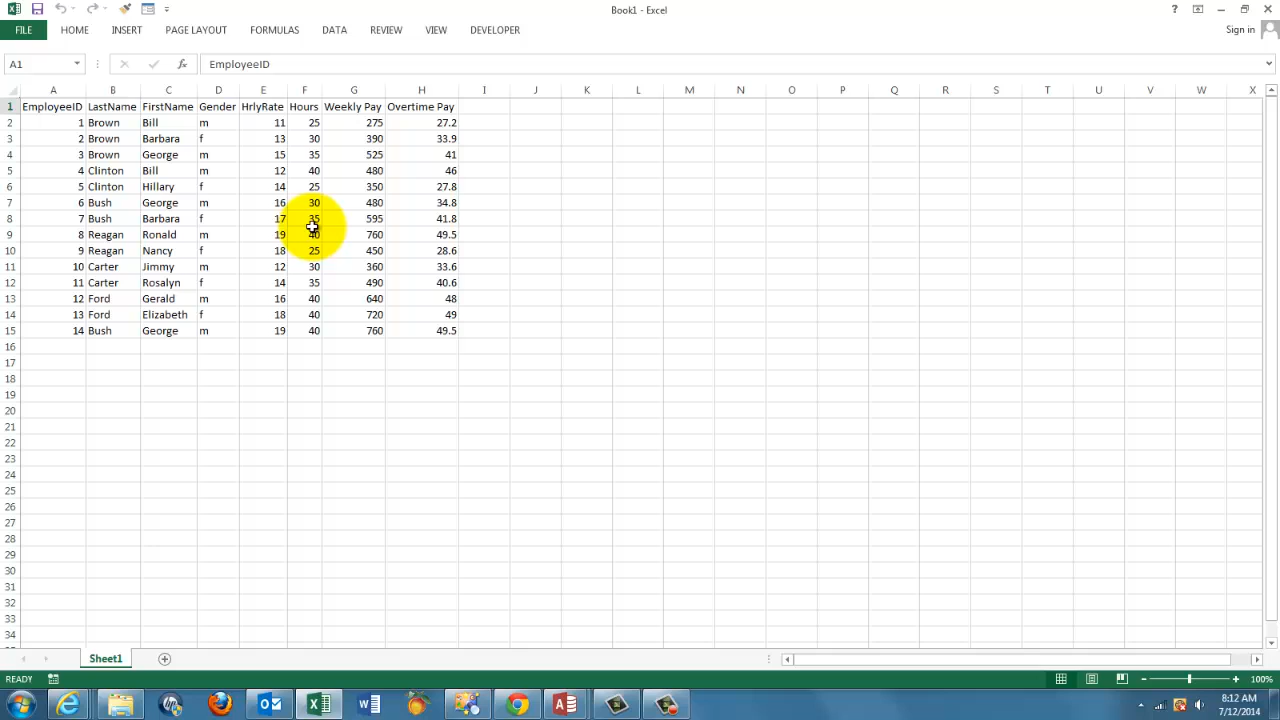 Book1 - Excel
FILE HOME INSERT PAGE LAYOUT FORMULAS DATA REVIEW VIEW DEVELOPER Sign in
A1 fx EmployeeID
A B C D E F G H I J K L M N O P Q R S T U V W X
1 EmployeeID LastName FirstName Gender HrlyRate Hours Weekly Pay Overtime Pay
2 1 Brown Bill m 11 25 275 27.2
3 2 Brown Barbara f 13 30 390 33.9
4 3 Brown George m 15 35 525 41
5 4 Clinton Bill m 12 40 480 46
6 5 Clinton Hillary f 14 25 350 27.8
7 6 Bush George m 16 30 480 34.8
8 7 Bush Barbara f 17 35 595 41.8
9 8 Reagan Ronald m 19 40 760 49.5
10 9 Reagan Nancy f 18 25 450 28.6
11 10 Carter Jimmy m 12 30 360 33.6
12 11 Carter Rosalyn f 14 35 490 40.6
13 12 Ford Gerald m 16 40 640 48
14 13 Ford Elizabeth f 18 40 720 49
15 14 Bush George m 19 40 760 49.5
16
17
18
19
20
21
22
23
24
25
26
27
28
29
30
31
32
33
34
Sheet1
READY 100%
8:12 AM
7/12/2014